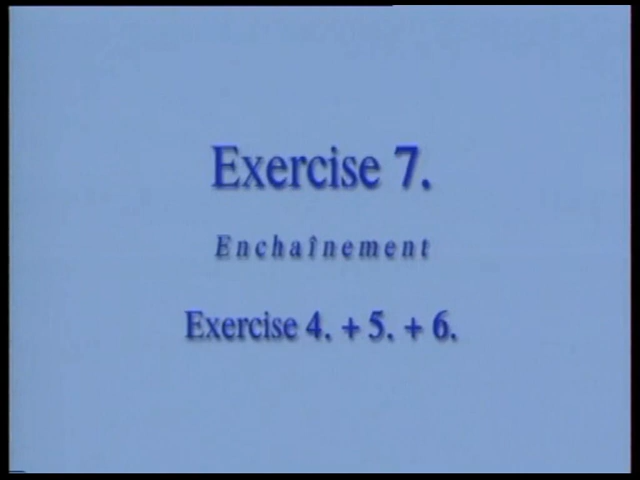 Exercise 7.
Enchaînement
Exercise 4. + 5. + 6.